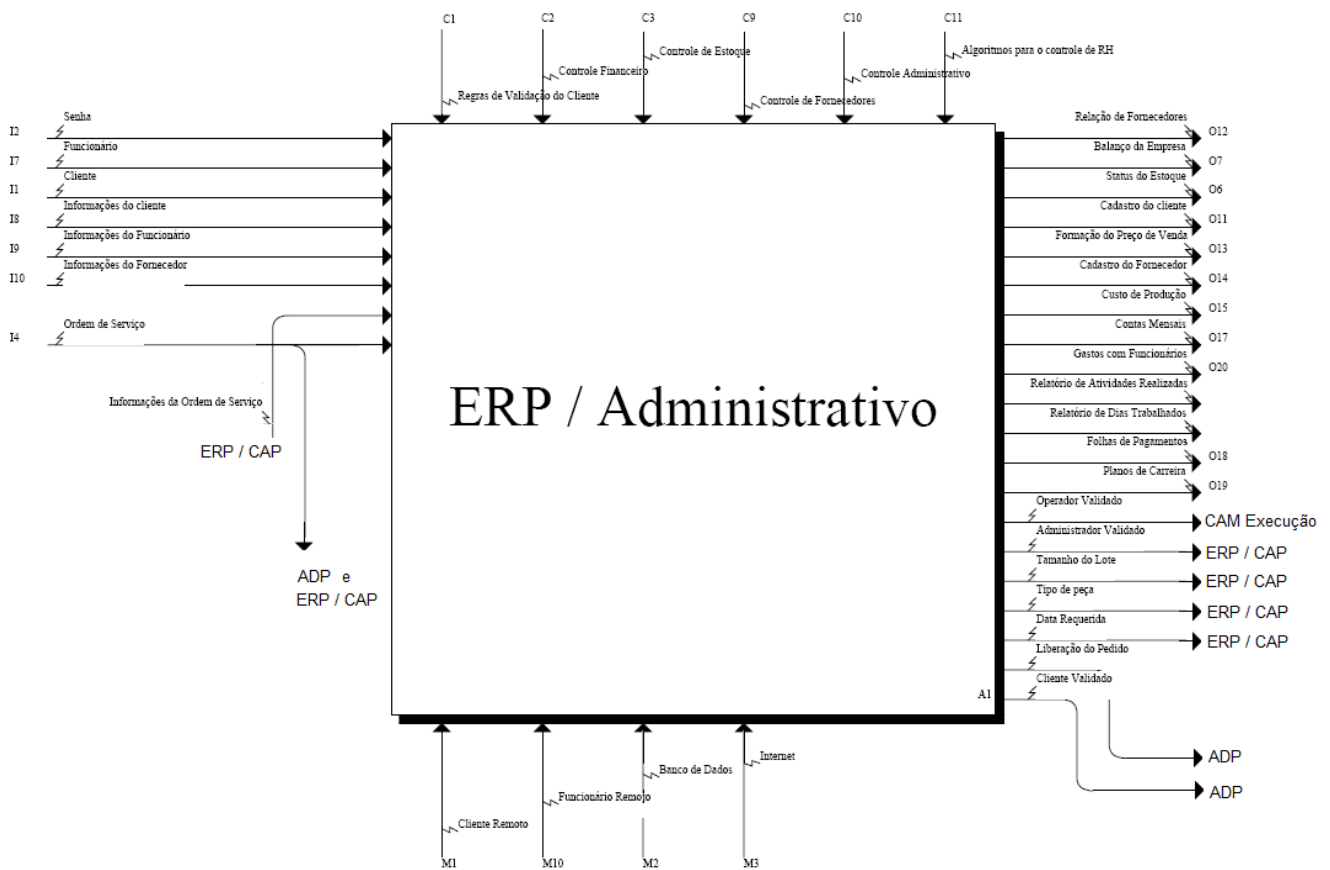 C1
C2
C3
C9
C10
C11
Controle de Estoque
Algoritmos para o controle de RH
Controle Financeiro
Controle Administrativo
Regras de Validação do Cliente
Controle de Fornecedores
Senha
I2
Funcionário
I7
Cliente
I1
Informações do cliente
I8
Informações do Funcionário
I9
Informações do Fornecedor
I10
Ordem de Serviço
I4
Informações da Ordem de Serviço
ERP / CAP
ADP e
ERP / CAP
ERP / Administrativo
A1
Relação de Fornecedores
O12
Balanço da Empresa
O7
Status do Estoque
O6
Cadastro do cliente
O11
Formação do Preço de Venda
O13
Cadastro do Fornecedor
O14
Custo de Produção
O15
Contas Mensais
O17
Gastos com Funcionários
O20
Relatório de Atividades Realizadas
Relatório de Dias Trabalhados
Folhas de Pagamentos
O18
Planos de Carreira
O19
Operador Validado
CAM Execução
Administrador Validado
ERP / CAP
Tamanho do Lote
ERP / CAP
Tipo de peça
ERP / CAP
Data Requerida
ERP / CAP
Liberação do Pedido
Cliente Validado
ADP
ADP
Internet
Banco de Dados
Funcionário Remoto
Cliente Remoto
M1
M10
M2
M3